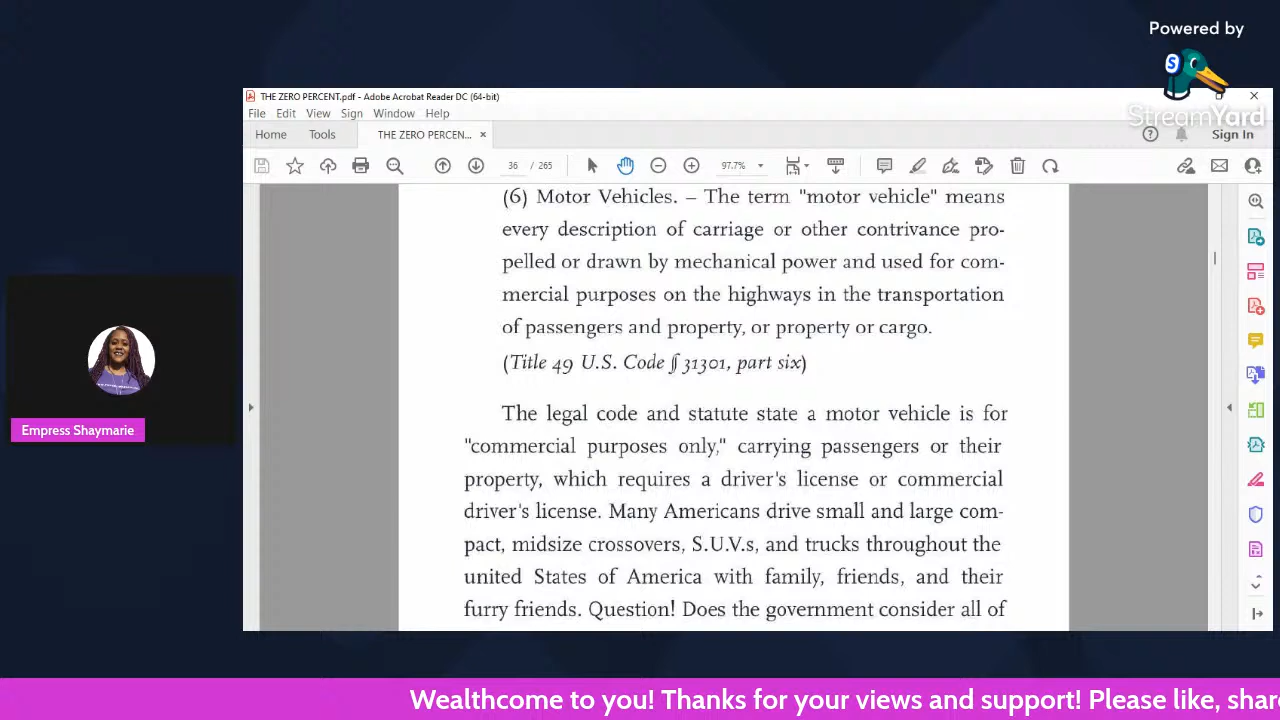 Powered by
StreamYard
THE ZERO PERCENT.pdf - Adobe Acrobat Reader DC (64-bit)
File Edit View Sign Window Help
Home Tools THE ZERO PERCEN... ×
Sign In
36 / 265 97.7%
(6) Motor Vehicles. – The term "motor vehicle" means
every description of carriage or other contrivance pro-
pelled or drawn by mechanical power and used for com-
mercial purposes on the highways in the transportation
of passengers and property, or property or cargo.
(Title 49 U.S. Code ∬ 31301, part six)
The legal code and statute state a motor vehicle is for
"commercial purposes only," carrying passengers or their
property, which requires a driver's license or commercial
driver's license. Many Americans drive small and large com-
pact, midsize crossovers, S.U.V.s, and trucks throughout the
united States of America with family, friends, and their
furry friends. Question! Does the government consider all of
Empress Shaymarie
Wealthcome to you! Thanks for your views and support! Please like, shar